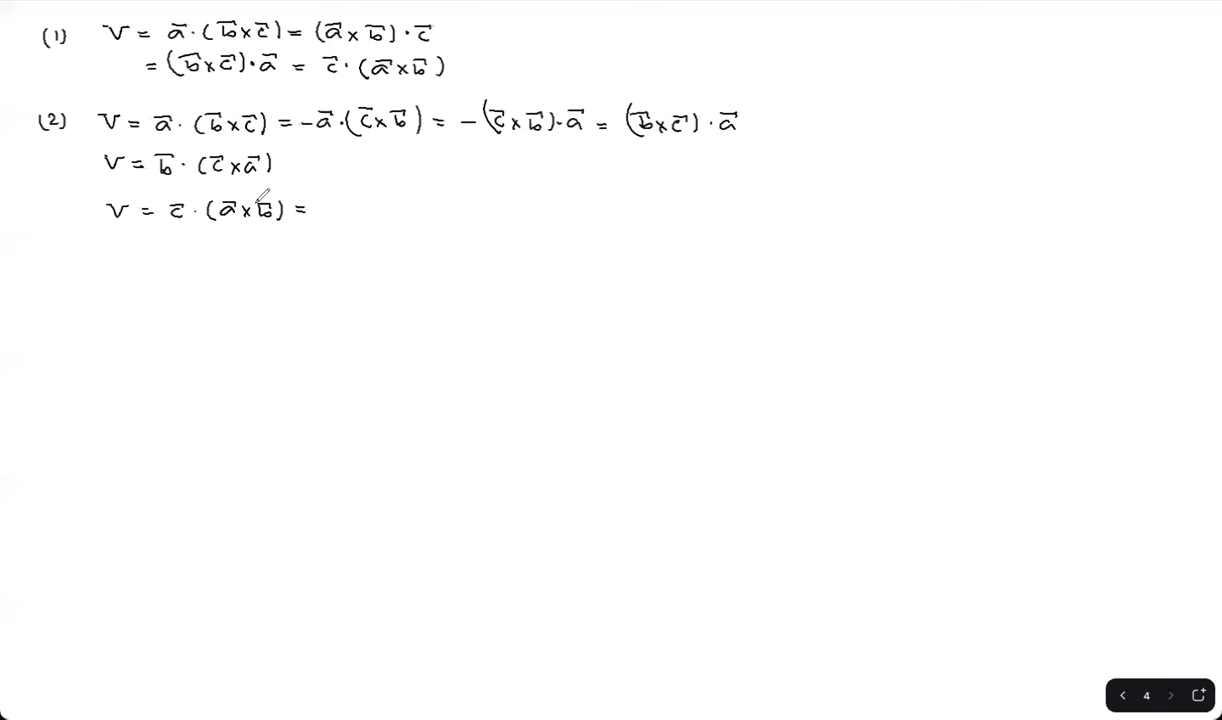 (1) V = a⃗ · (b⃗ × c⃗) = (a⃗ × b⃗) · c⃗
= (b⃗ × c⃗) · a⃗ = c⃗ · (a⃗ × b⃗)
(2) V = a⃗ · (b⃗ × c⃗) = -a⃗ · (c⃗ × b⃗) = -(c⃗ × b⃗) · a⃗ = (b⃗ × c⃗) · a⃗
V = b⃗ · (c⃗ × a⃗)
V = c⃗ · (a⃗ × b⃗) =
< 4 >